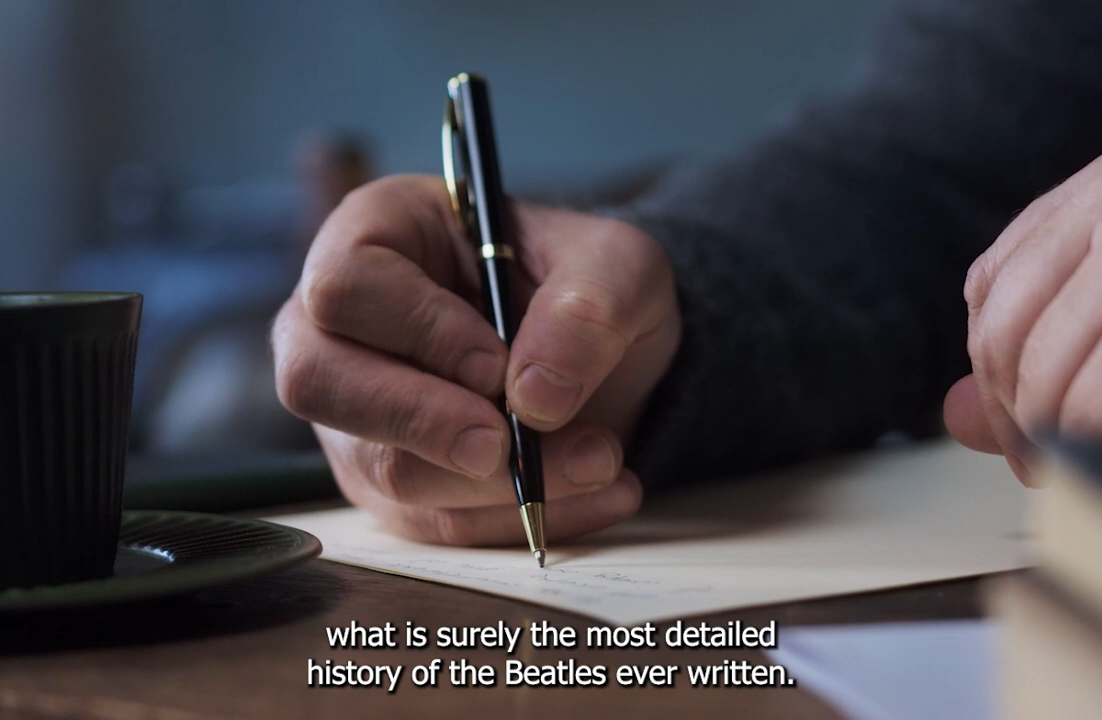 what is surely the most detailed
history of the Beatles ever written.